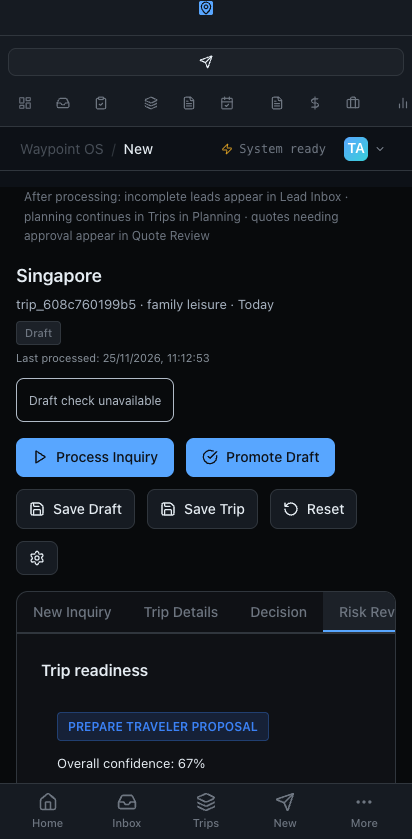 Waypoint OS / New
System ready
TA
After processing: incomplete leads appear in Lead Inbox ·
planning continues in Trips in Planning · quotes needing
approval appear in Quote Review
Singapore
trip_608c760199b5 · family leisure · Today
Draft
Last processed: 25/11/2026, 11:12:53
Draft check unavailable
Process Inquiry
Promote Draft
Save Draft
Save Trip
Reset
New Inquiry
Trip Details
Decision
Risk Rev
Trip readiness
PREPARE TRAVELER PROPOSAL
Overall confidence: 67%
Home
Inbox
Trips
New
More